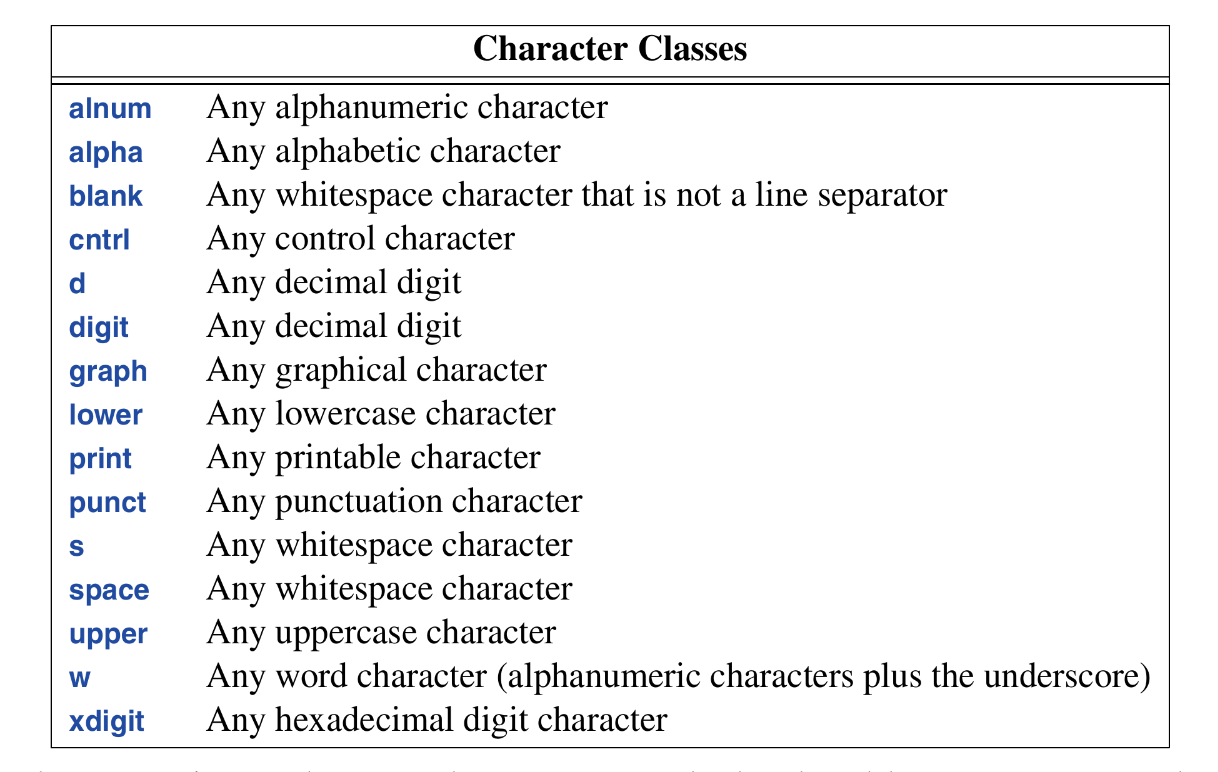 Character Classes
alnum Any alphanumeric character
alpha Any alphabetic character
blank Any whitespace character that is not a line separator
cntrl Any control character
d Any decimal digit
digit Any decimal digit
graph Any graphical character
lower Any lowercase character
print Any printable character
punct Any punctuation character
s Any whitespace character
space Any whitespace character
upper Any uppercase character
w Any word character (alphanumeric characters plus the underscore)
xdigit Any hexadecimal digit character